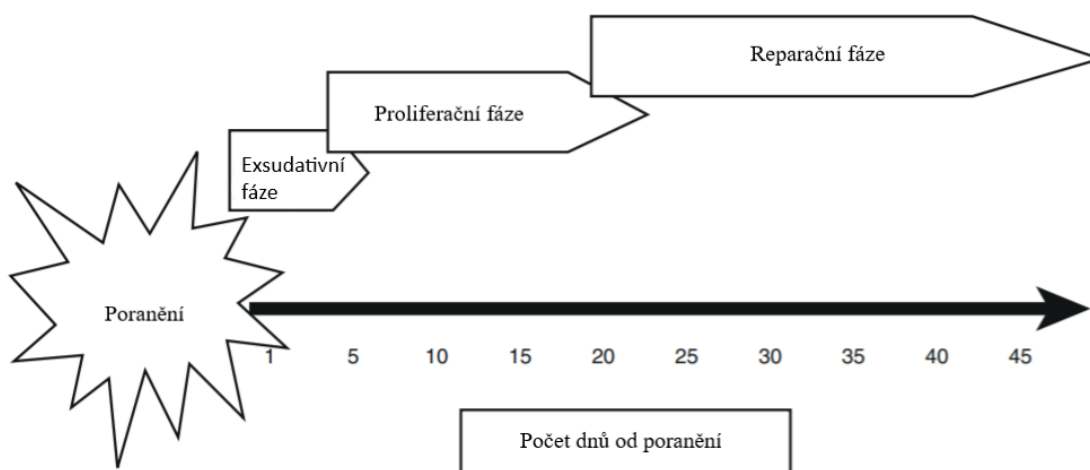 Reparační fáze
Proliferační fáze
Exsudativní
fáze
Poranění
1 5 10 15 20 25 30 35 40 45
Počet dnů od poranění